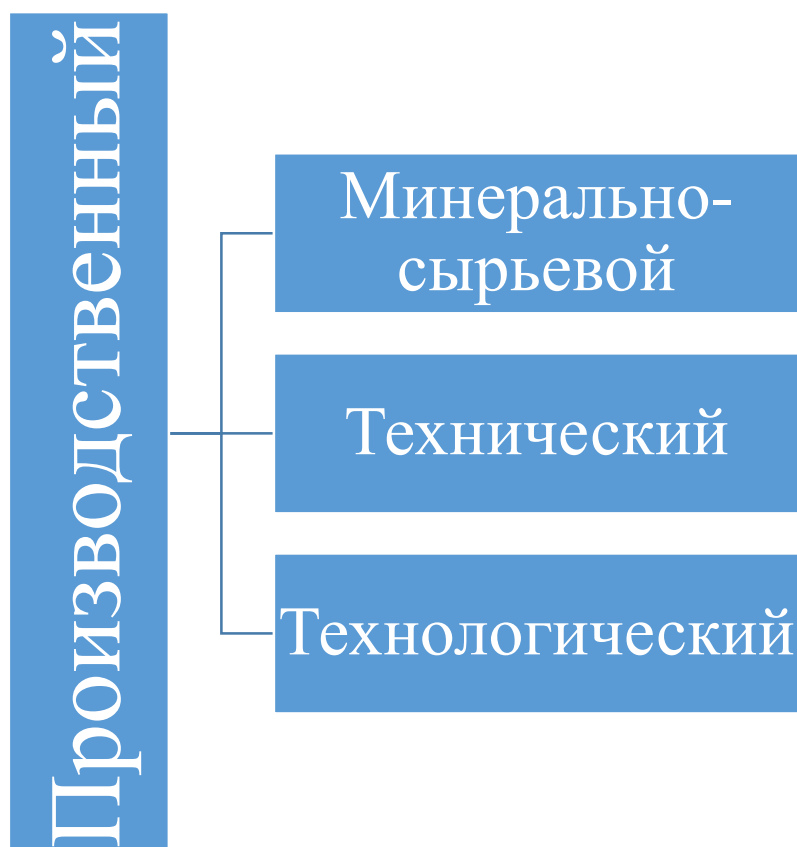 Производственный
Минерально-
сырьевой
Технический
Технологический